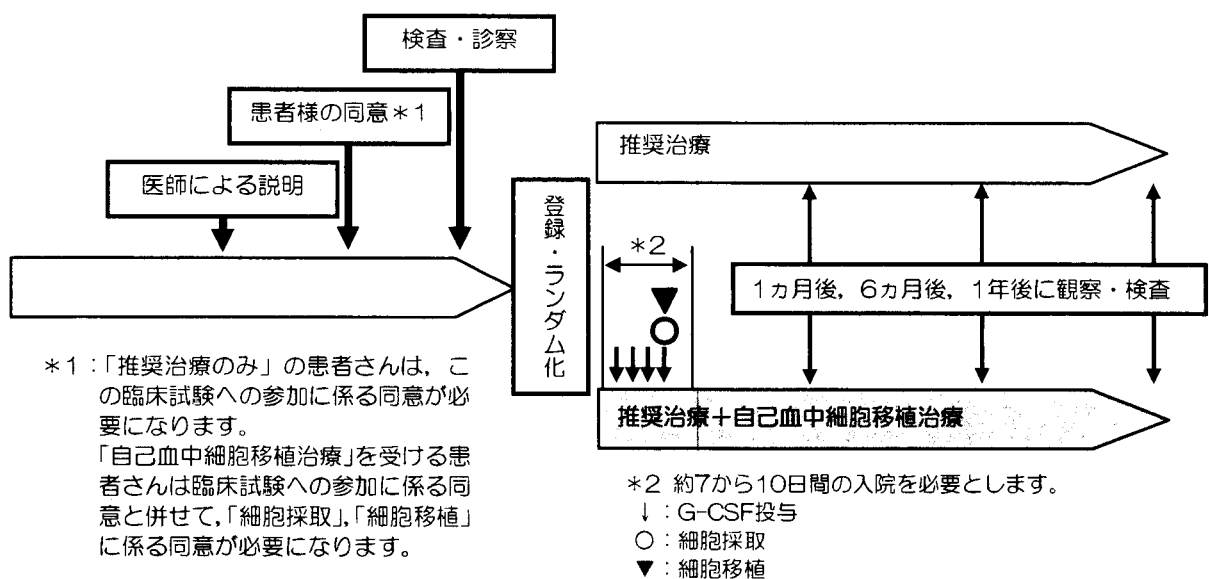 検査・診察
患者様の同意＊1
医師による説明
登録・ランダム化
推奨治療
＊2
1ヵ月後，6ヵ月後，1年後に観察・検査
推奨治療＋自己血中細胞移植治療
＊1：「推奨治療のみ」の患者さんは，こ
の臨床試験への参加に係る同意が必
要になります。
「自己血中細胞移植治療」を受ける患
者さんは臨床試験への参加に係る同
意と併せて，「細胞採取」，「細胞移植」
に係る同意が必要になります。
＊2 約7から10日間の入院を必要とします。
↓：G-CSF投与
○：細胞採取
▼：細胞移植